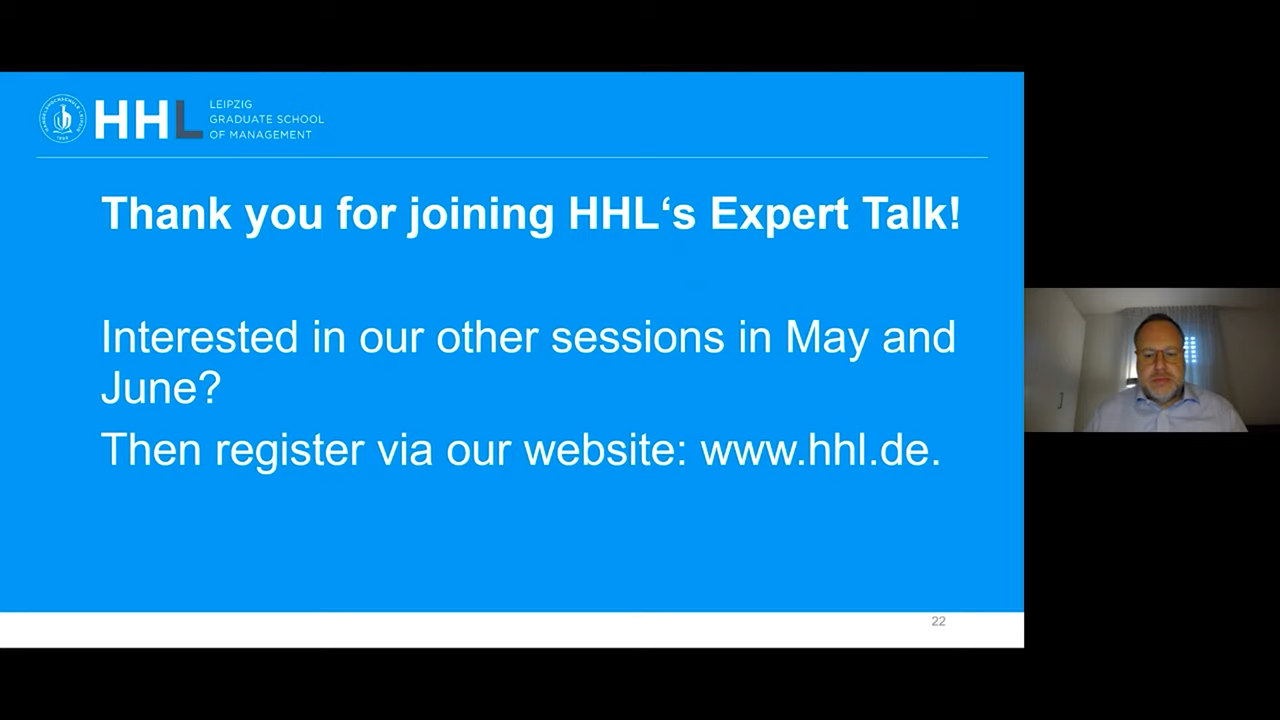 HHL
LEIPZIG
GRADUATE SCHOOL
OF MANAGEMENT
Thank you for joining HHL‘s Expert Talk!
Interested in our other sessions in May and
June?
Then register via our website: www.hhl.de.
22